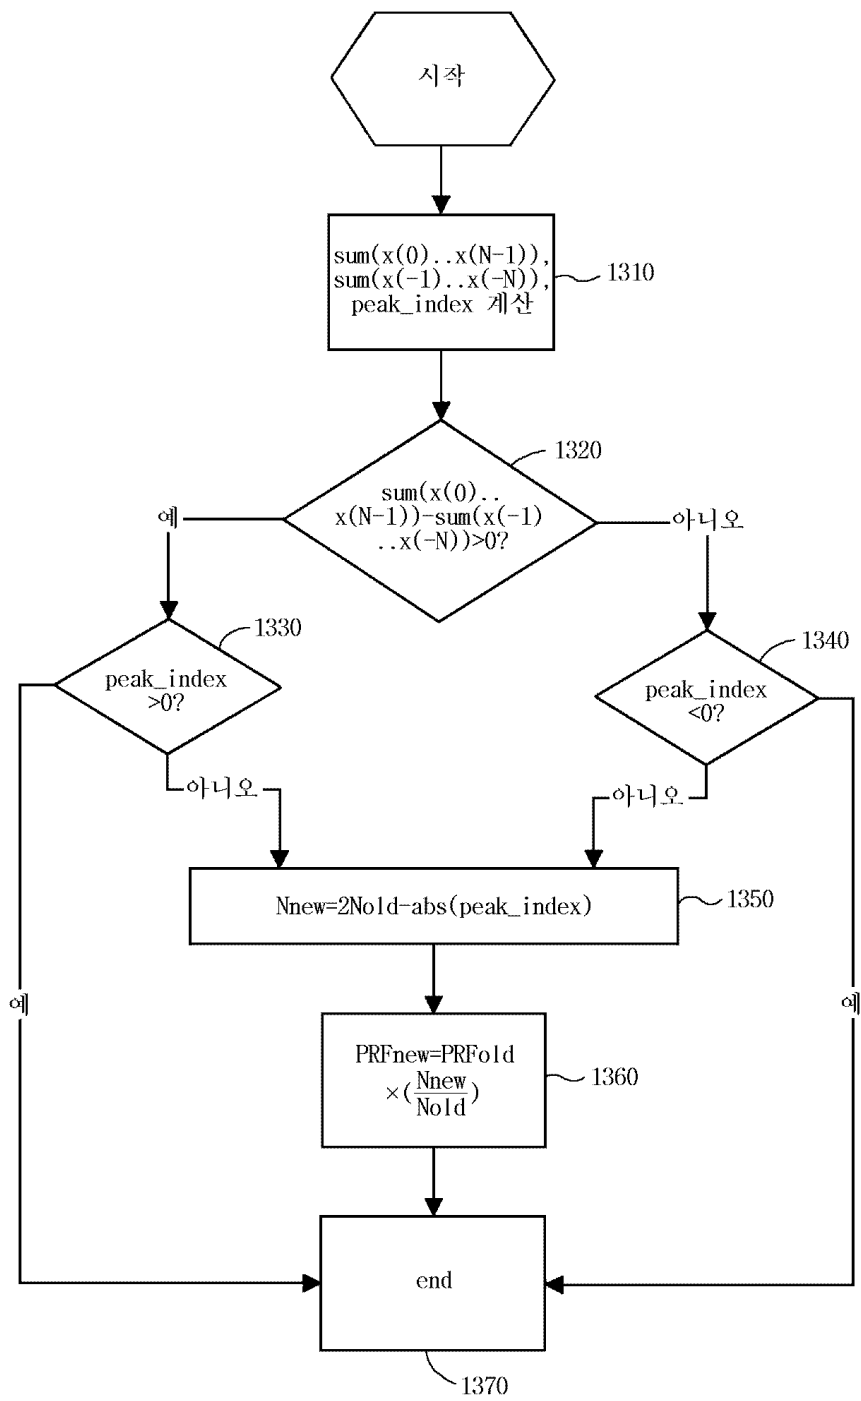 시작
sum(x(0)..x(N-1)),
sum(x(-1)..x(-N)),
peak_index 계산
1310
1320
sum(x(0)..
x(N-1))-sum(x(-1)
..x(-N))>0?
예
아니오
1330
peak_index
>0?
1340
peak_index
<0?
아니오
아니오
Nnew=2Nold-abs(peak_index)
1350
예
예
PRFnew=PRFold
×(Nnew/Nold)
1360
end
1370